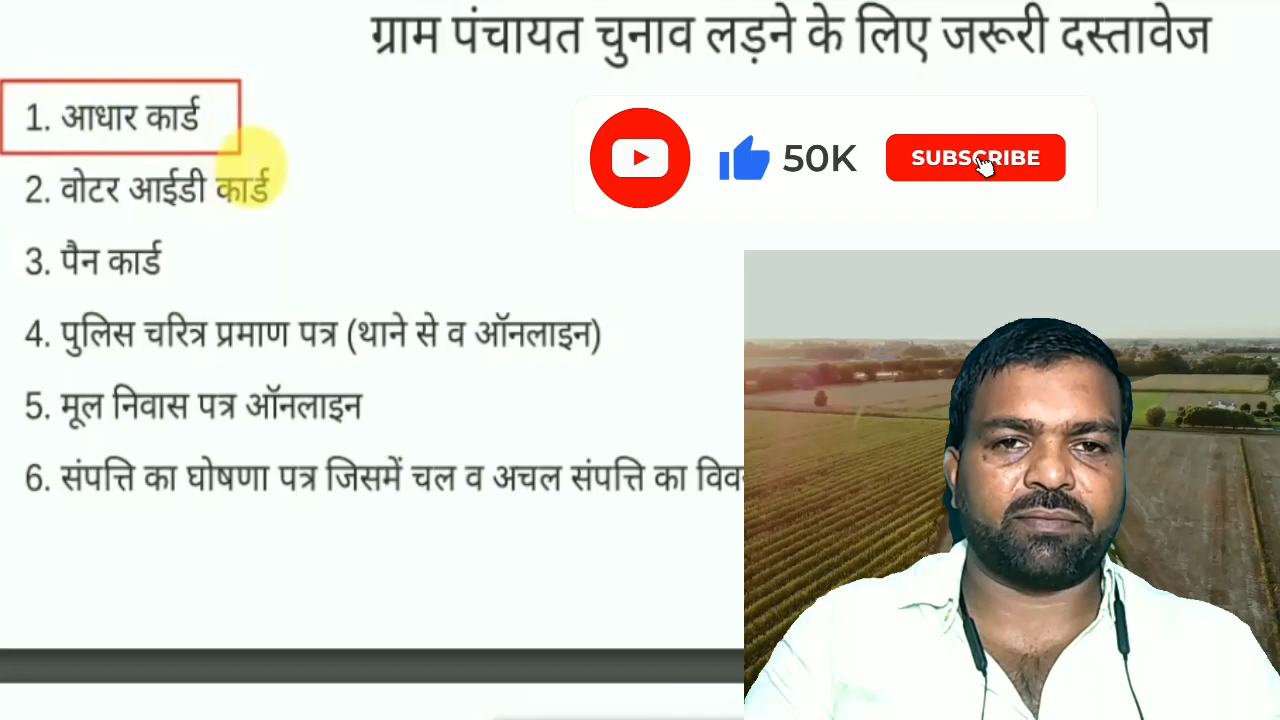 ग्राम पंचायत चुनाव लड़ने के लिए जरूरी दस्तावेज
1. आधार कार्ड
50K
SUBSCRIBE
2. वोटर आईडी कार्ड
3. पैन कार्ड
4. पुलिस चरित्र प्रमाण पत्र (थाने से व ऑनलाइन)
5. मूल निवास पत्र ऑनलाइन
6. संपत्ति का घोषणा पत्र जिसमें चल व अचल संपत्ति का